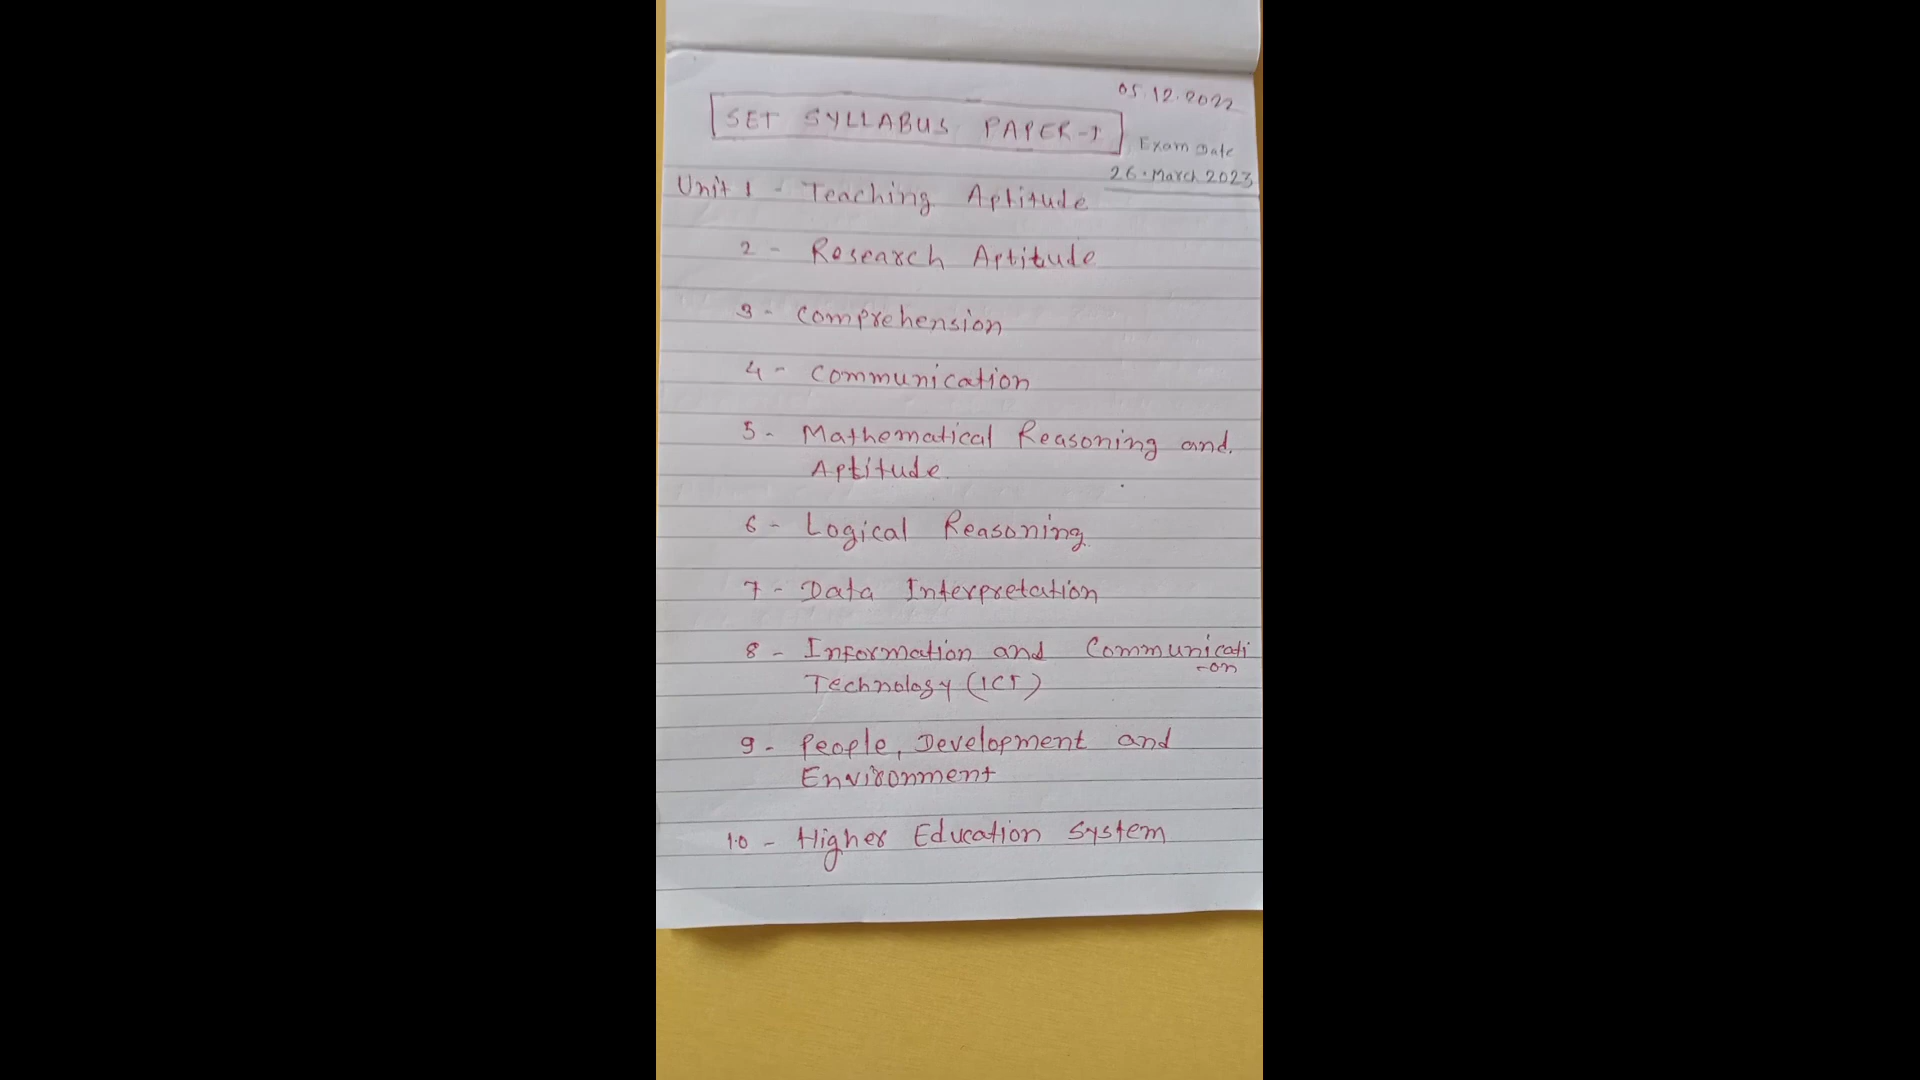 05.12.2022
SET SYLLABUS PAPER-I
Exam Date
26.March 2023
Unit 1 - Teaching Aptitude
2 - Research Aptitude
3 - Comprehension
4 - Communication
5 - Mathematical Reasoning and
Aptitude.
6 - Logical Reasoning
7 - Data Interpretation
8 - Information and Communicati
-on
Technology (ICT)
9 - People, Development and
Environment
10 - Higher Education System